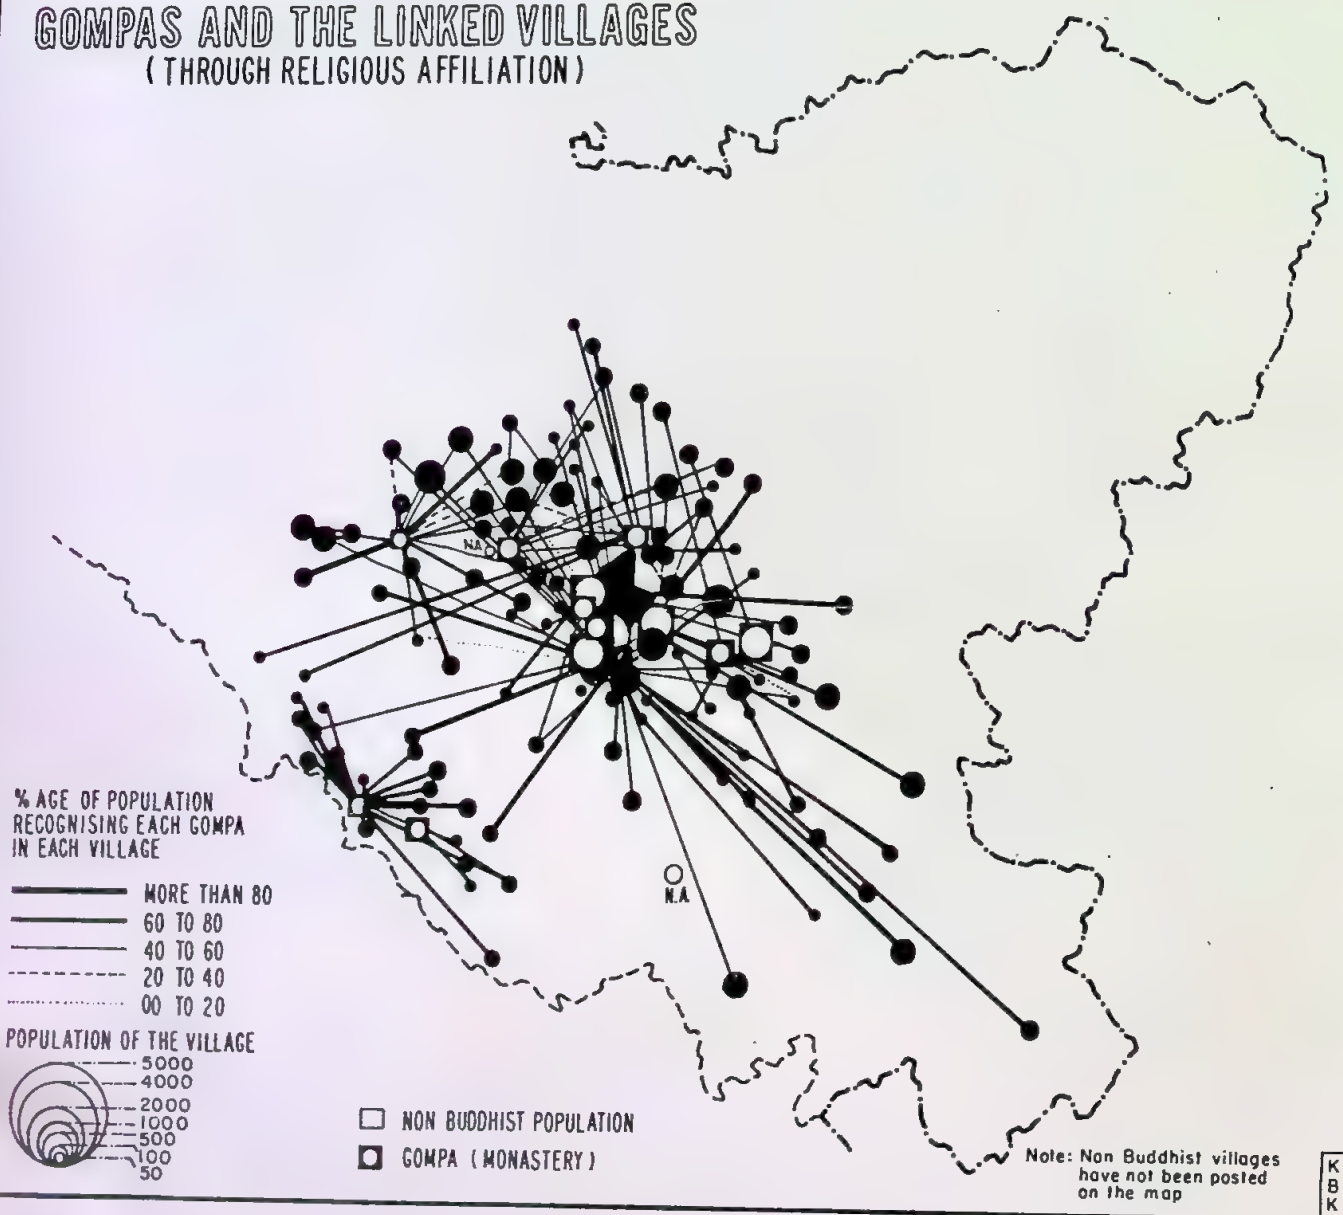 GOMPAS AND THE LINKED VILLAGES
(THROUGH RELIGIOUS AFFILIATION)
NA
N.A.
% AGE OF POPULATION
RECOGNISING EACH GOMPA
IN EACH VILLAGE
MORE THAN 80
60 TO 80
40 TO 60
20 TO 40
00 TO 20
POPULATION OF THE VILLAGE
5000
4000
2000
1000
500
100
50
NON BUDDHIST POPULATION
GOMPA (MONASTERY)
Note: Non Buddhist villages
have not been posted
on the map
K
B
K